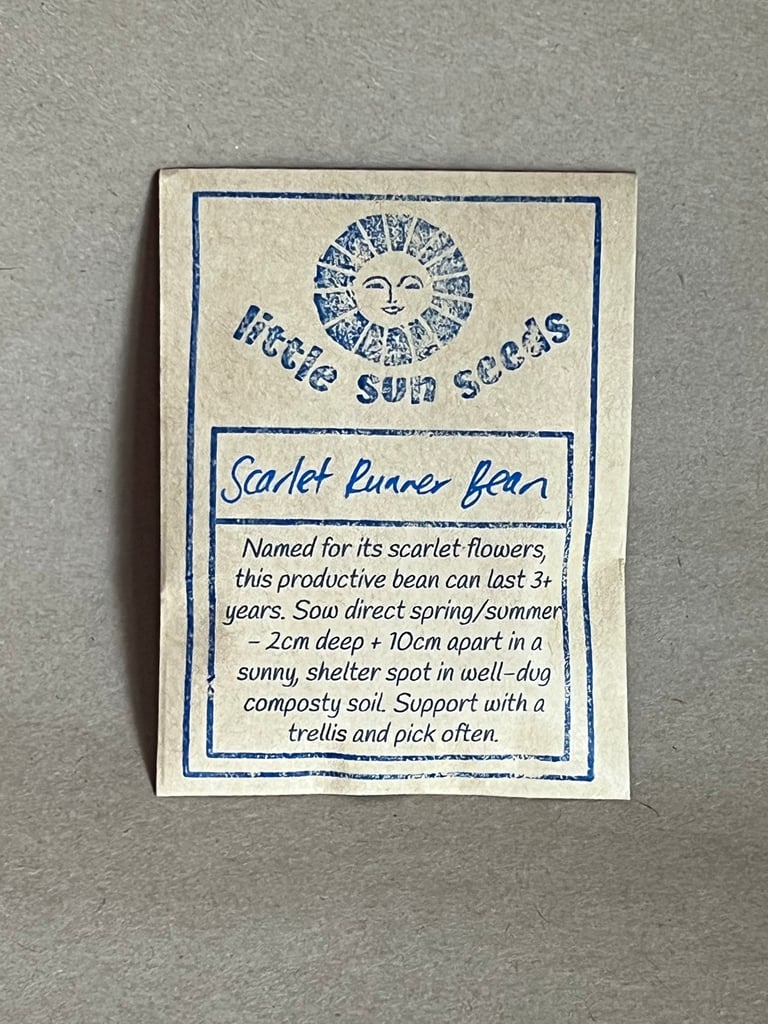 little sun seeds
Scarlet Runner Bean
Named for its scarlet flowers,
this productive bean can last 3+
years. Sow direct spring/summer
– 2cm deep + 10cm apart in a
sunny, shelter spot in well-dug
composty soil. Support with a
trellis and pick often.